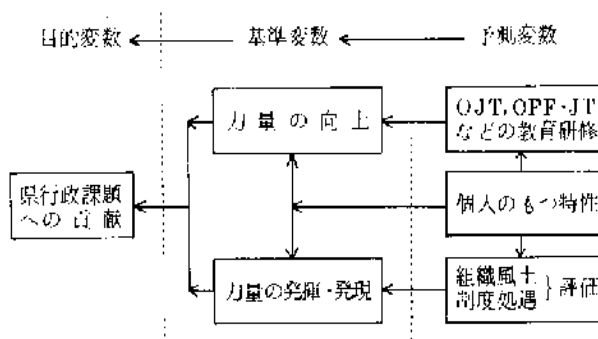 目的変数 ← 基準変数 ← 予測変数
力量の向上
OJT,OFF・JT
などの教育研修
県行政課題
への貢献
個人のもつ特性
力量の発揮・発現
組織風土
制度処遇 } 評価